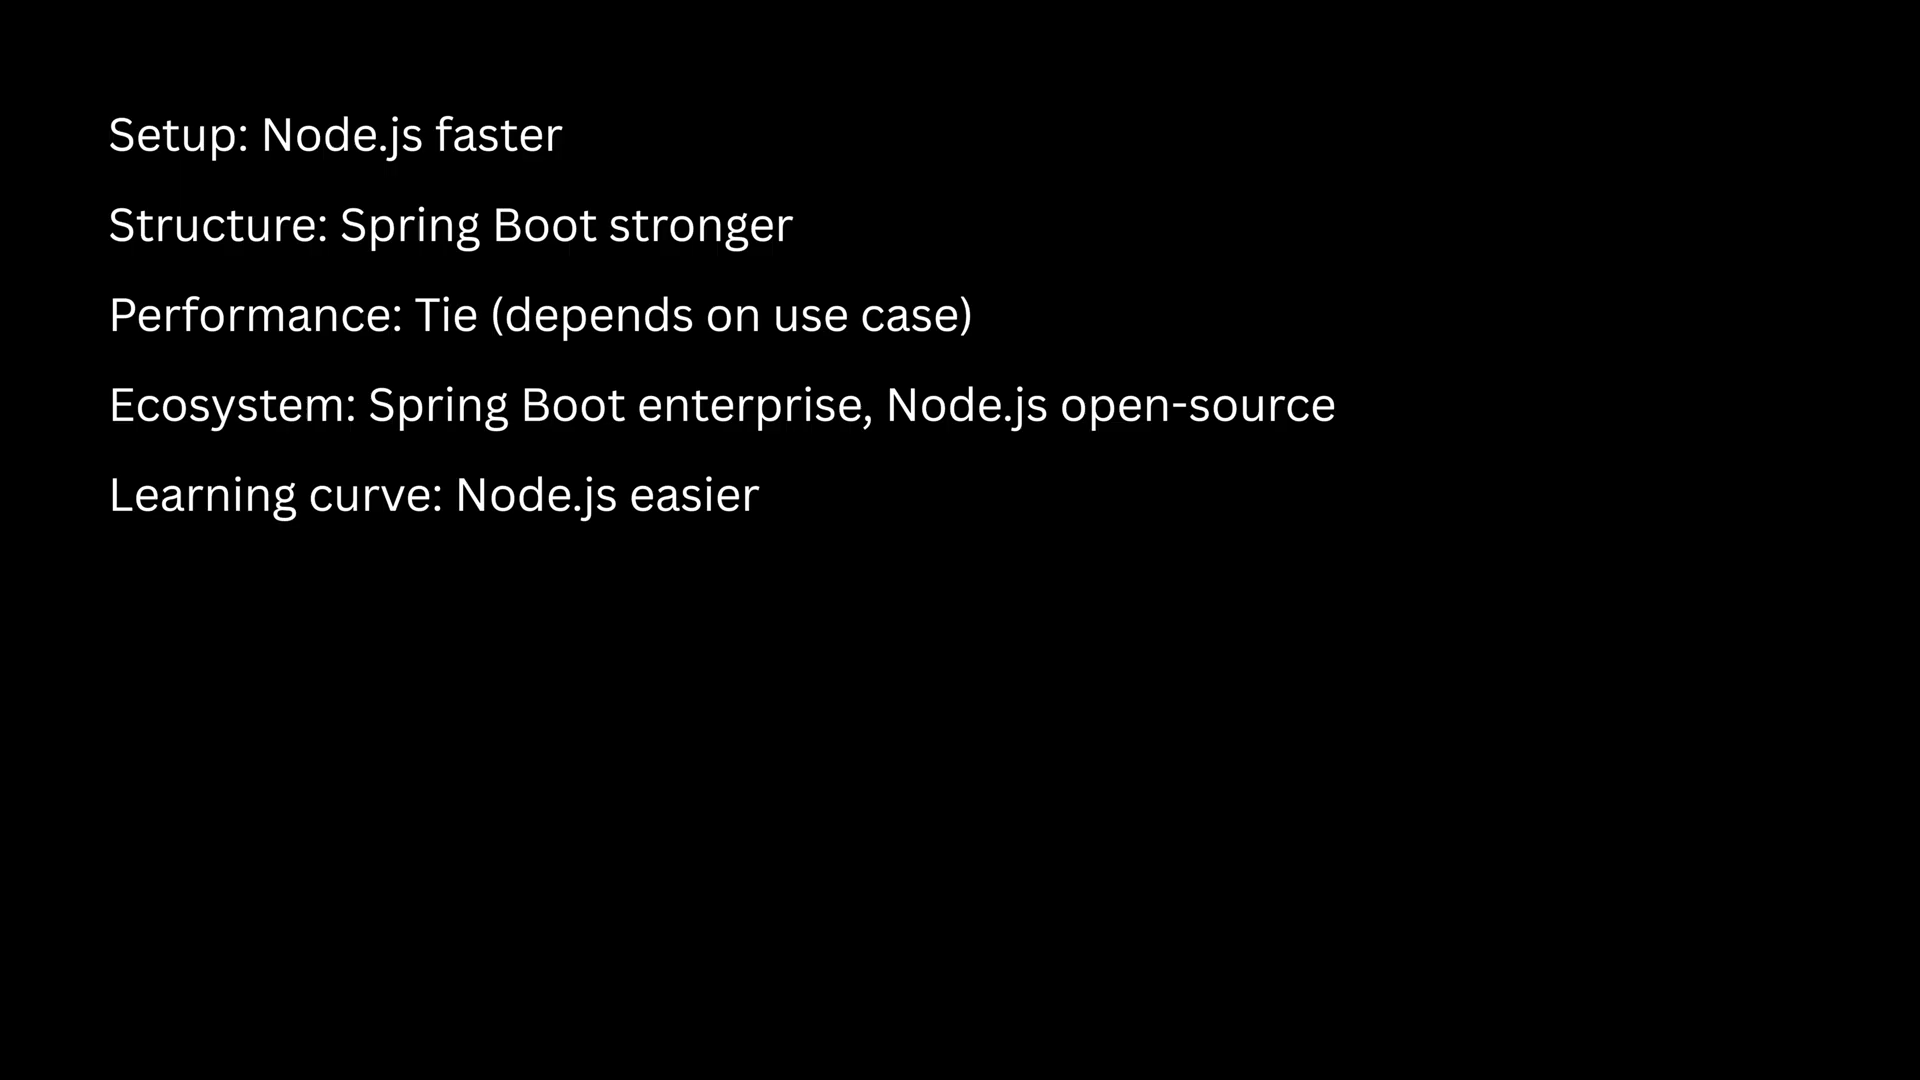 Setup: Node.js faster
Structure: Spring Boot stronger
Performance: Tie (depends on use case)
Ecosystem: Spring Boot enterprise, Node.js open-source
Learning curve: Node.js easier